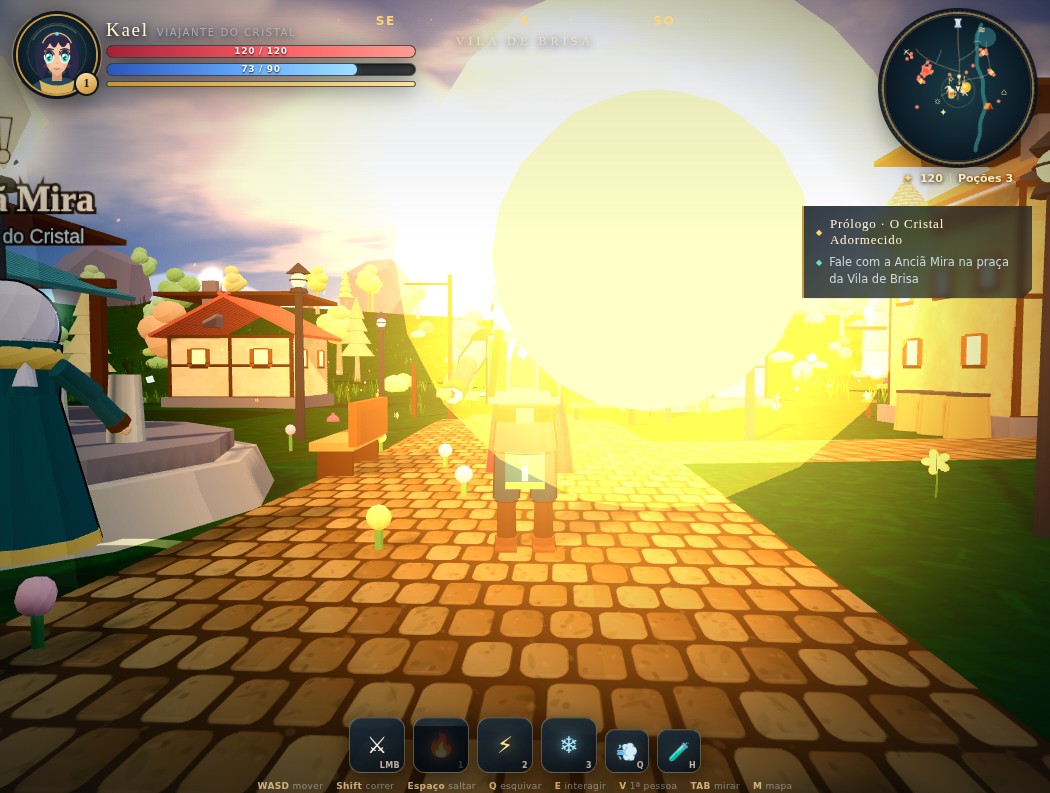 SE S SO
VILA DE BRISA
Kael VIAJANTE DO CRISTAL
120 / 120
73 / 90
1
!
ã Mira
do Cristal
✦ 120 | Poções 3
Prólogo · O Cristal
Adormecido
Fale com a Anciã Mira na praça
da Vila de Brisa
LMB 1 2 3 Q H
WASD mover Shift correr Espaço saltar Q esquivar E interagir V 1ª pessoa TAB mirar M mapa